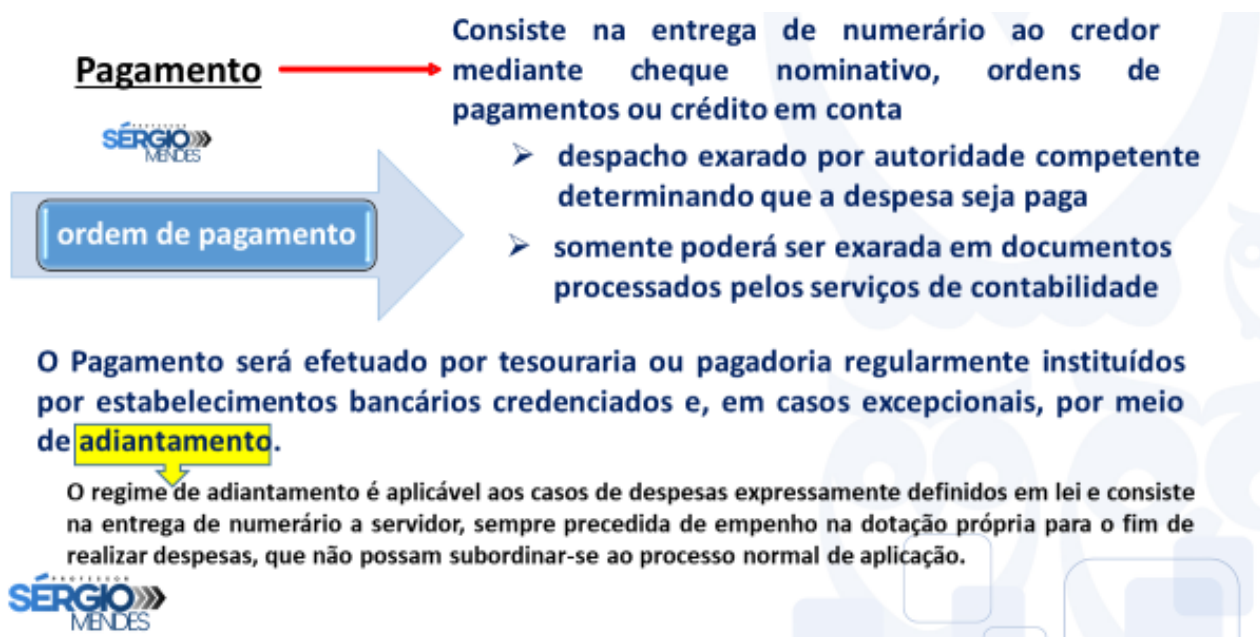 Consiste na entrega de numerário ao credor
Pagamento
mediante cheque nominativo, ordens de
pagamentos ou crédito em conta
PROFESSOR
SÉRGIO
MENDES
➢ despacho exarado por autoridade competente
determinando que a despesa seja paga
ordem de pagamento
➢ somente poderá ser exarada em documentos
processados pelos serviços de contabilidade
O Pagamento será efetuado por tesouraria ou pagadoria regularmente instituídos
por estabelecimentos bancários credenciados e, em casos excepcionais, por meio
de adiantamento.
O regime de adiantamento é aplicável aos casos de despesas expressamente definidos em lei e consiste
na entrega de numerário a servidor, sempre precedida de empenho na dotação própria para o fim de
realizar despesas, que não possam subordinar-se ao processo normal de aplicação.
PROFESSOR
SÉRGIO
MENDES